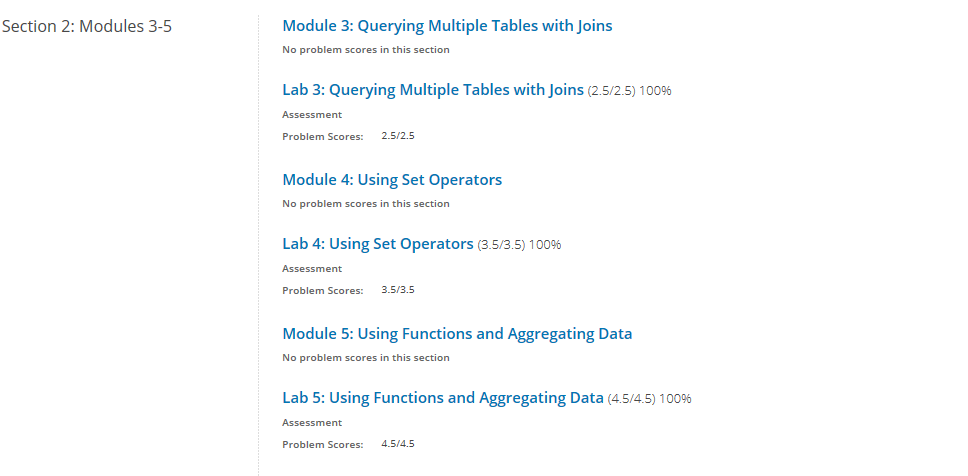 Section 2: Modules 3-5
Module 3: Querying Multiple Tables with Joins
No problem scores in this section
Lab 3: Querying Multiple Tables with Joins (2.5/2.5) 100%
Assessment
Problem Scores: 2.5/2.5
Module 4: Using Set Operators
No problem scores in this section
Lab 4: Using Set Operators (3.5/3.5) 100%
Assessment
Problem Scores: 3.5/3.5
Module 5: Using Functions and Aggregating Data
No problem scores in this section
Lab 5: Using Functions and Aggregating Data (4.5/4.5) 100%
Assessment
Problem Scores: 4.5/4.5